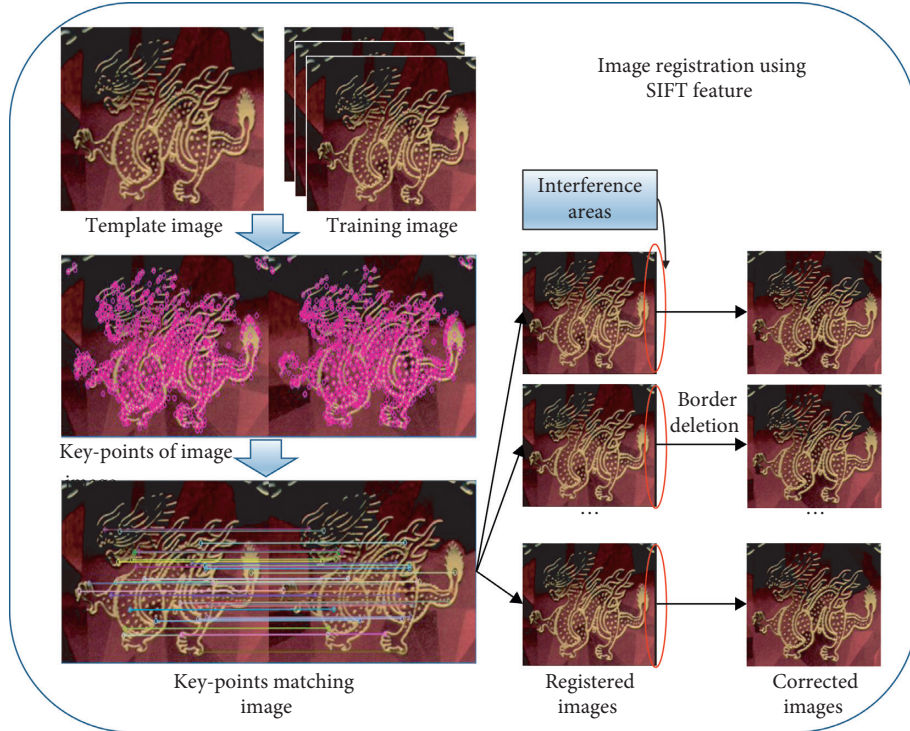 Image registration using
SIFT feature
Template image
Training image
Interference
areas
Key-points of image
image
Border
deletion
...
...
Key-points matching
image
Registered
images
Corrected
images